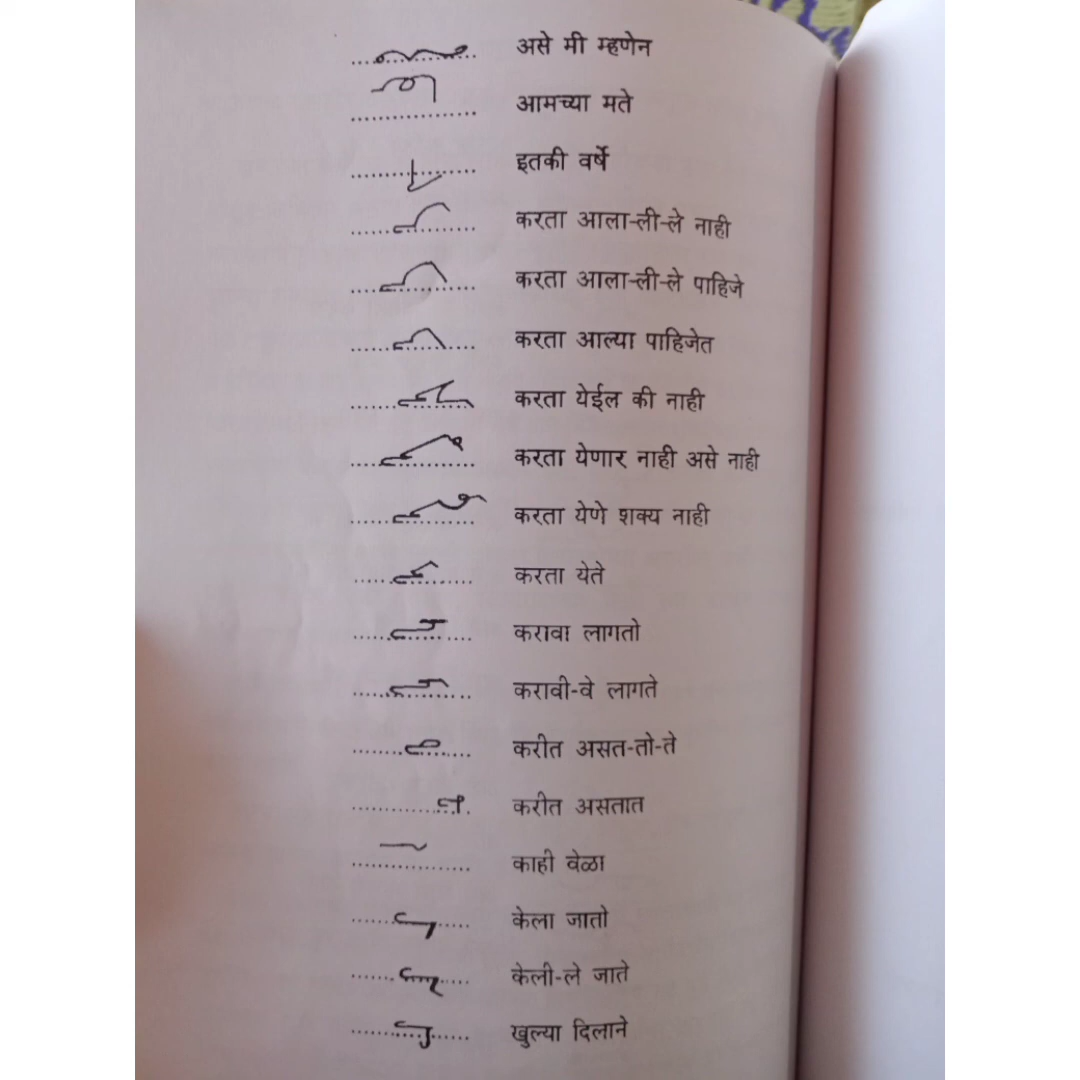 असे मी म्हणेन
आमच्या मते
इतकी वर्षे
करता आला-ली-ले नाही
करता आला-ली-ले पाहिजे
करता आल्या पाहिजेत
करता येईल की नाही
करता येणार नाही असे नाही
करता येणे शक्य नाही
करता येते
करावा लागतो
करावी-वे लागते
करीत असत-तो-ते
करीत असतात
काही वेळा
केला जातो
केली-ले जाते
खुल्या दिलाने